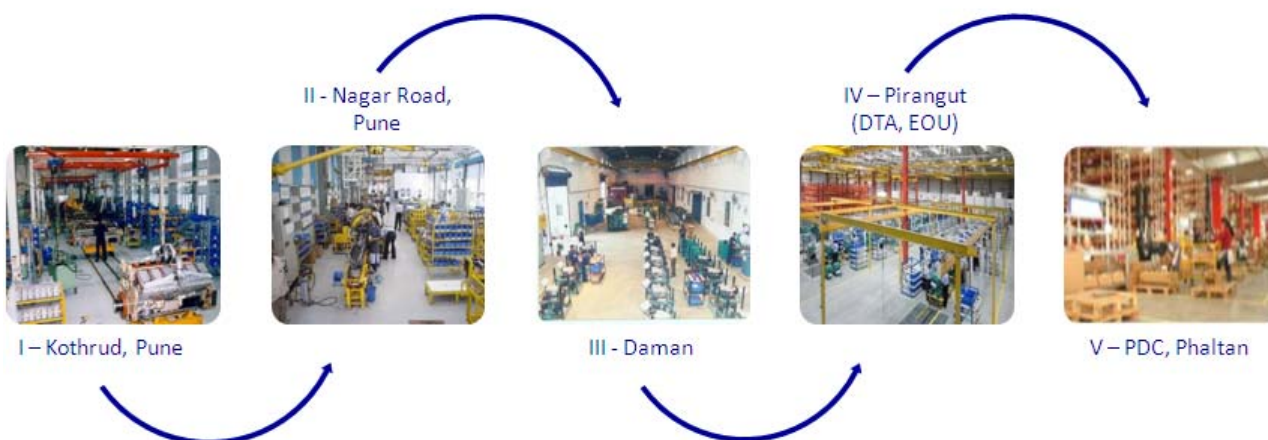 I – Kothrud, Pune
II - Nagar Road,
Pune
III - Daman
IV – Pirangut
(DTA, EOU)
V – PDC, Phaltan